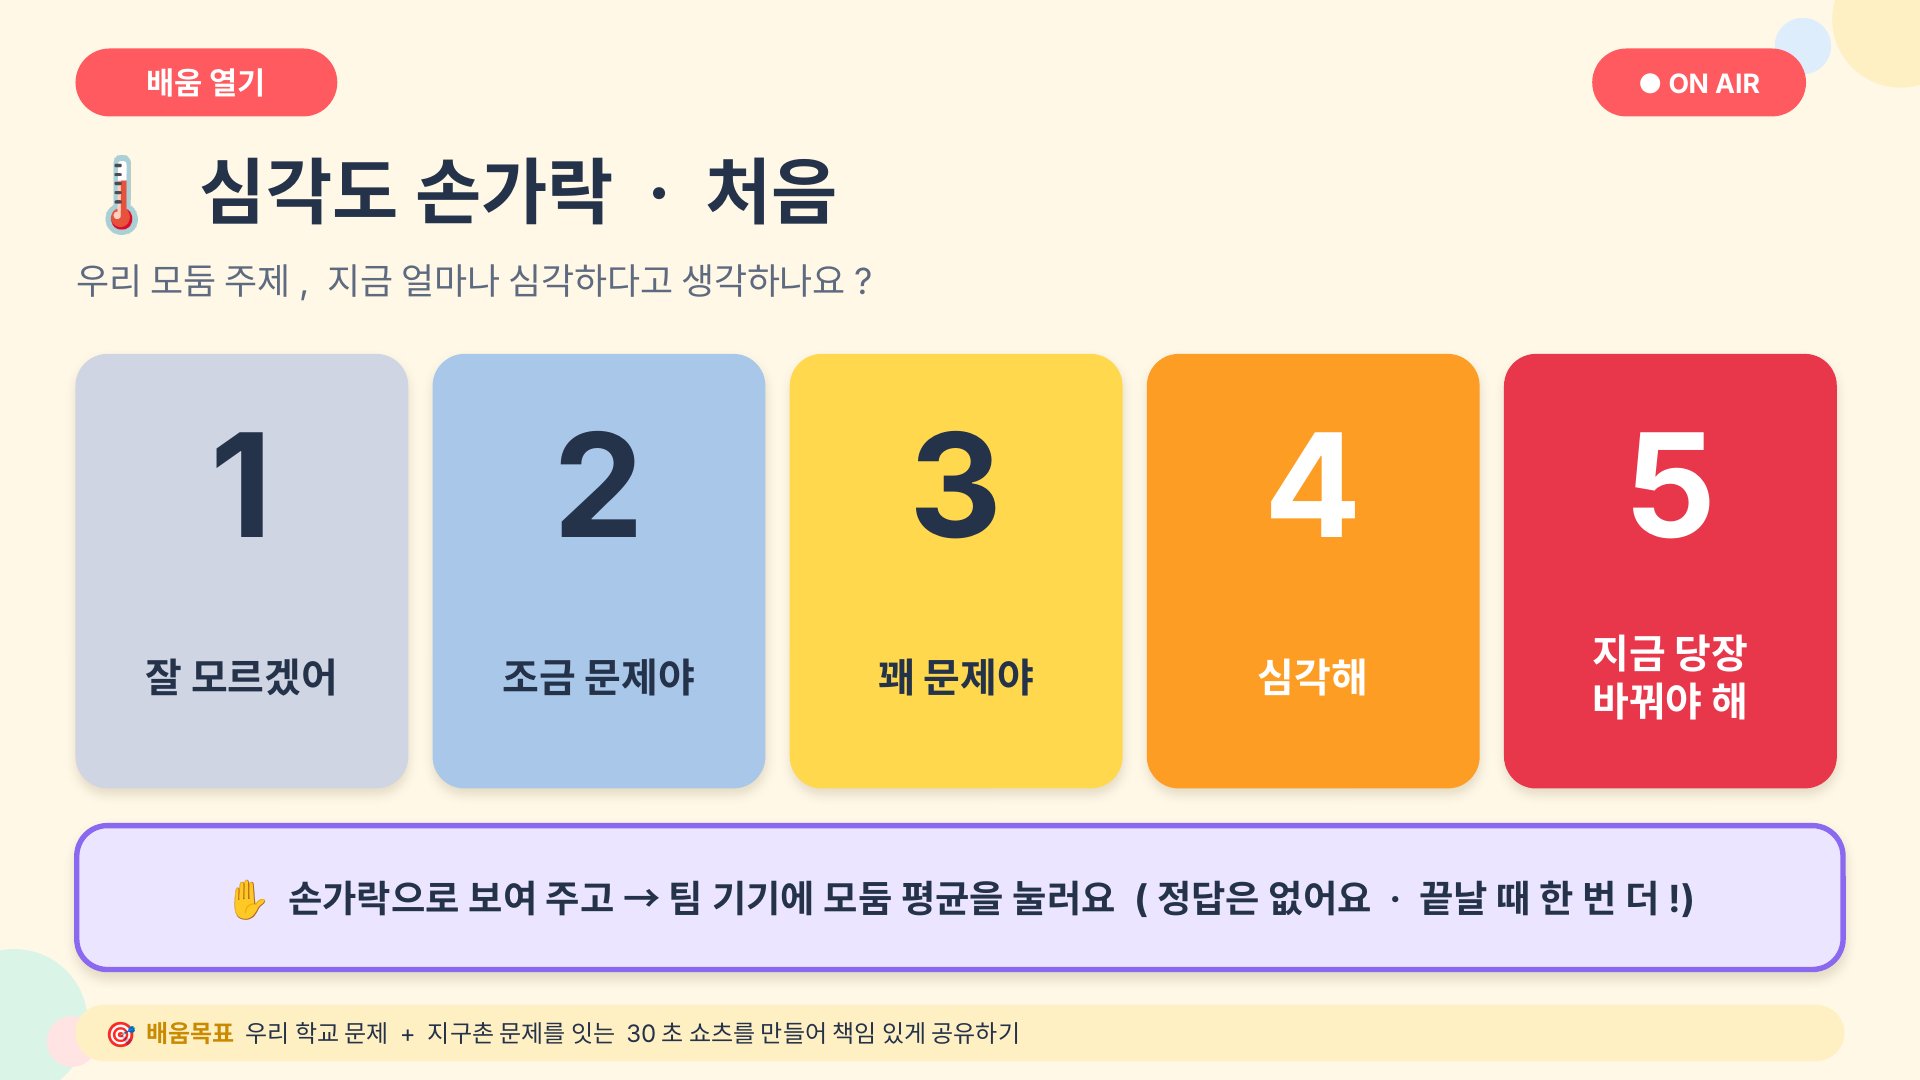 배움 열기
● ON AIR
🌡️ 심각도 손가락 · 처음
우리 모둠 주제 , 지금 얼마나 심각하다고 생각하나요 ?
1
잘 모르겠어
2
조금 문제야
3
꽤 문제야
4
심각해
5
지금 당장
바꿔야 해
✋ 손가락으로 보여 주고 → 팀 기기에 모둠 평균을 눌러요 ( 정답은 없어요 · 끝날 때 한 번 더 !)
🎯 배움목표 우리 학교 문제 + 지구촌 문제를 잇는 30 초 쇼츠를 만들어 책임 있게 공유하기